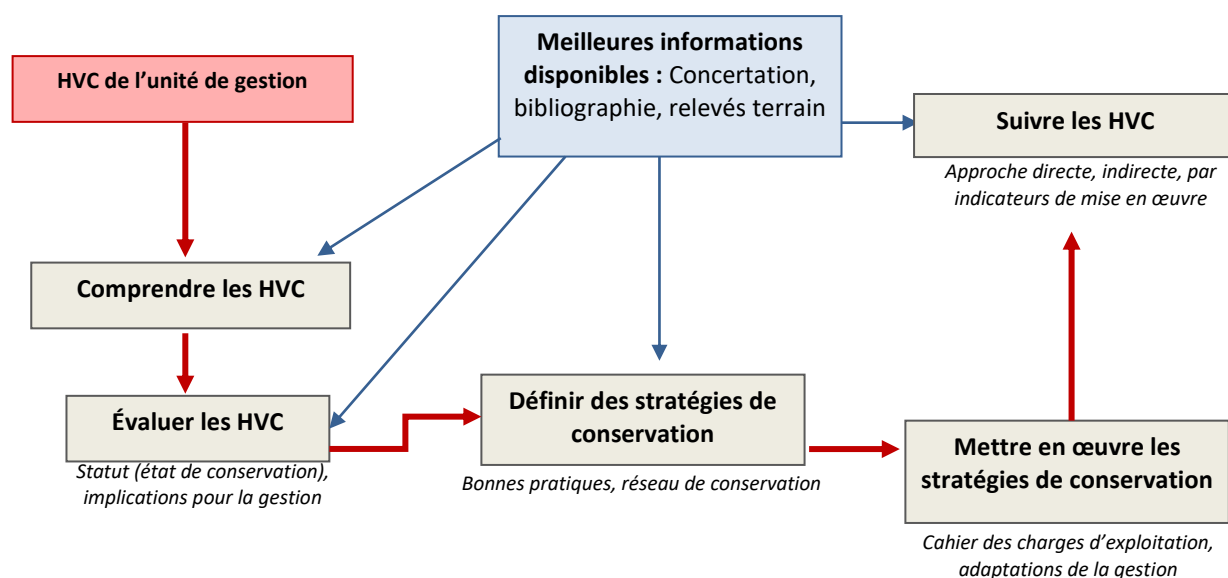 HVC de l’unité de gestion
Meilleures informations
disponibles : Concertation,
bibliographie, relevés terrain
Suivre les HVC
Approche directe, indirecte, par
indicateurs de mise en œuvre
Comprendre les HVC
Évaluer les HVC
Statut (état de conservation),
implications pour la gestion
Définir des stratégies de
conservation
Bonnes pratiques, réseau de conservation
Mettre en œuvre les
stratégies de conservation
Cahier des charges d’exploitation,
adaptations de la gestion